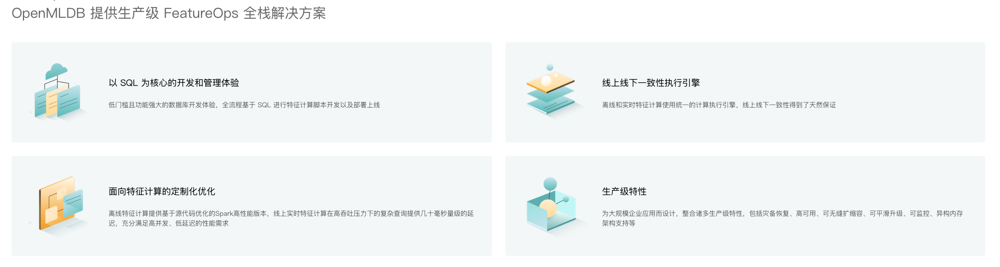 OpenMLDB 提供生产级 FeatureOps 全栈解决方案
以 SQL 为核心的开发和管理体验
低门槛且功能强大的数据库开发体验，全流程基于 SQL 进行特征计算脚本开发以及部署上线
线上线下一致性执行引擎
离线和实时特征计算使用统一的计算执行引擎，线上线下一致性得到了天然保证
面向特征计算的定制化优化
离线特征计算提供基于源代码优化的Spark高性能版本，线上实时特征计算在高吞吐压力下的复杂查询提供几十毫秒量级的延
迟，充分满足高并发、低延迟的性能需求
生产级特性
为大规模企业应用而设计，整合诸多生产级特性，包括灾备恢复、高可用、可无缝扩缩容、可平滑升级、可监控、异构内存
架构支持等